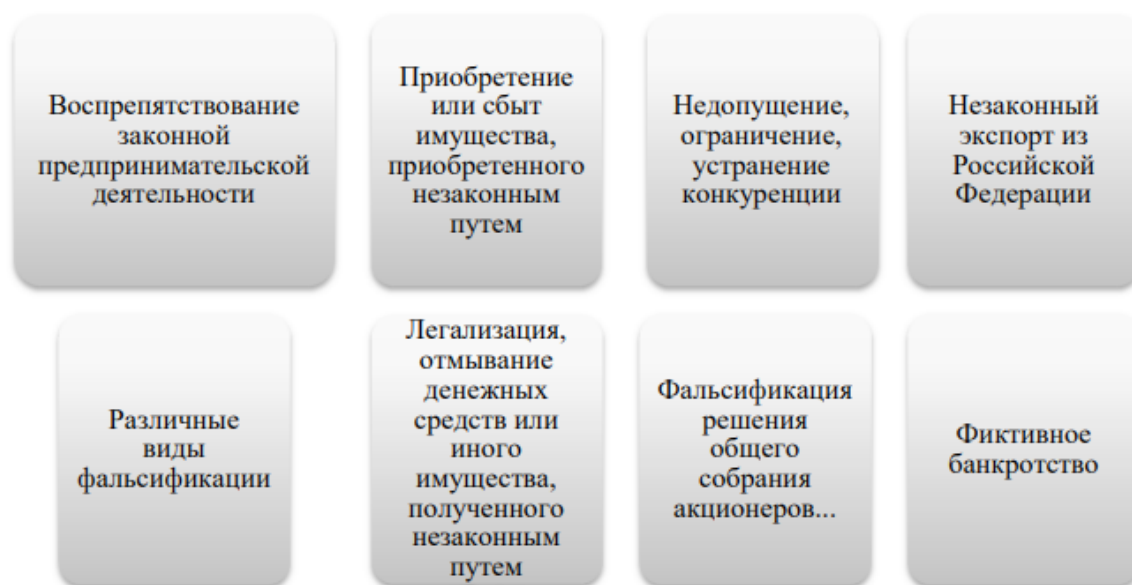 Воспрепятствование
законной
предпринимательской
деятельности
Приобретение
или сбыт
имущества,
приобретенного
незаконным
путем
Недопущение,
ограничение,
устранение
конкуренции
Незаконный
экспорт из
Российской
Федерации
Различные
виды
фальсификации
Легализация,
отмывание
денежных
средств или
иного
имущества,
полученного
незаконным
путем
Фальсификация
решения
общего
собрания
акционеров...
Фиктивное
банкротство